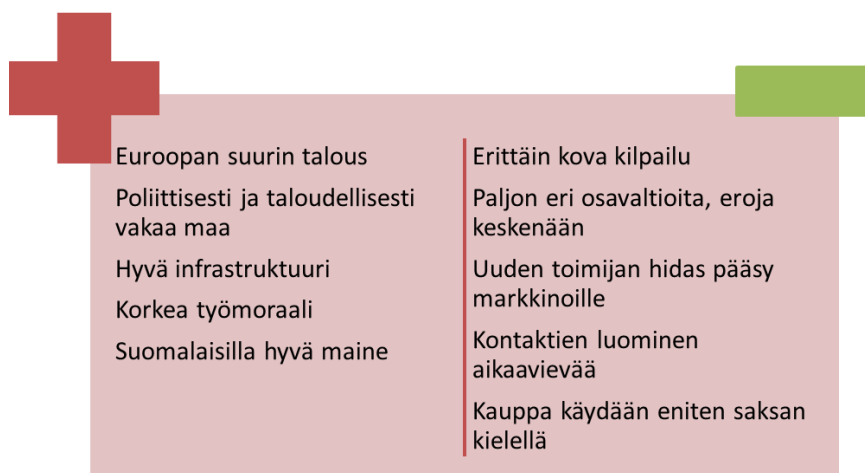 Euroopan suurin talous
Poliittisesti ja taloudellisesti
vakaa maa
Hyvä infrastruktuuri
Korkea työmoraali
Suomalaisilla hyvä maine
Erittäin kova kilpailu
Paljon eri osavaltioita, eroja
keskenään
Uuden toimijan hidas pääsy
markkinoille
Kontaktien luominen
aikaavievää
Kauppa käydään eniten saksan
kielellä